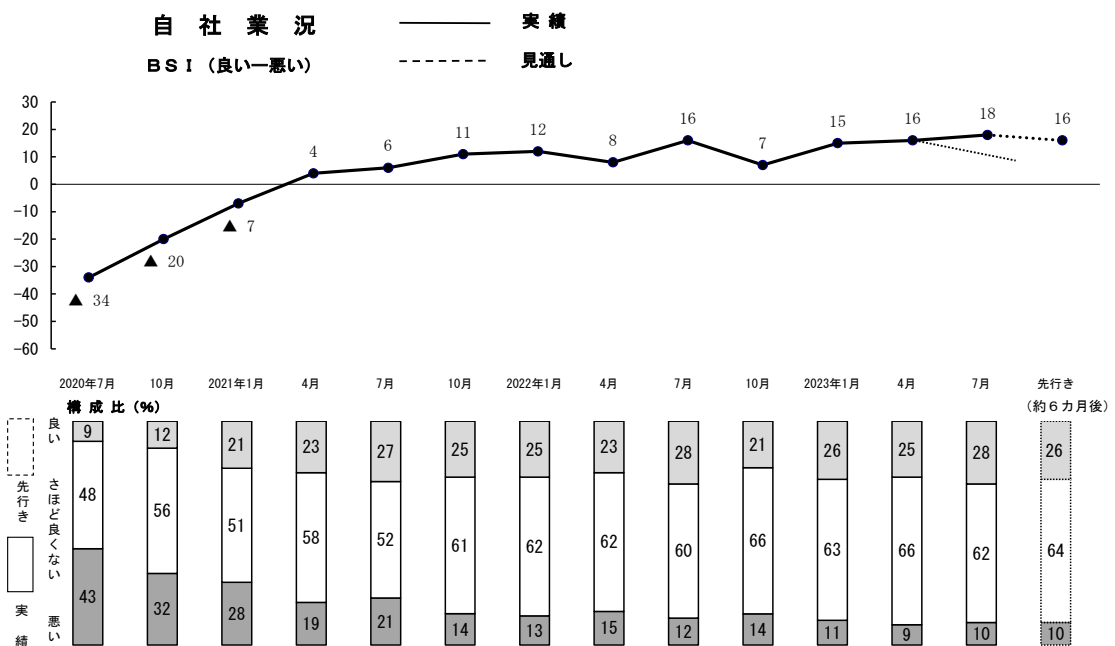 自社業況 実績
BSI（良い―悪い） 見通し
30
20
10
0
-10
-20
-30
-40
-50
-60
▲ 34
▲ 20
▲ 7
4
6
11
12
8
16
7
15
16
18
16
2020年7月 10月 2021年1月 4月 7月 10月 2022年1月 4月 7月 10月 2023年1月 4月 7月 先行き
構成比（%） （約6カ月後）
良い
さほど良くない
悪い
先行き
実績
9 12 21 23 27 25 25 23 28 21 26 25 28 26
48 56 51 58 52 61 62 62 60 66 63 66 62 64
43 32 28 19 21 14 13 15 12 14 11 9 10 10